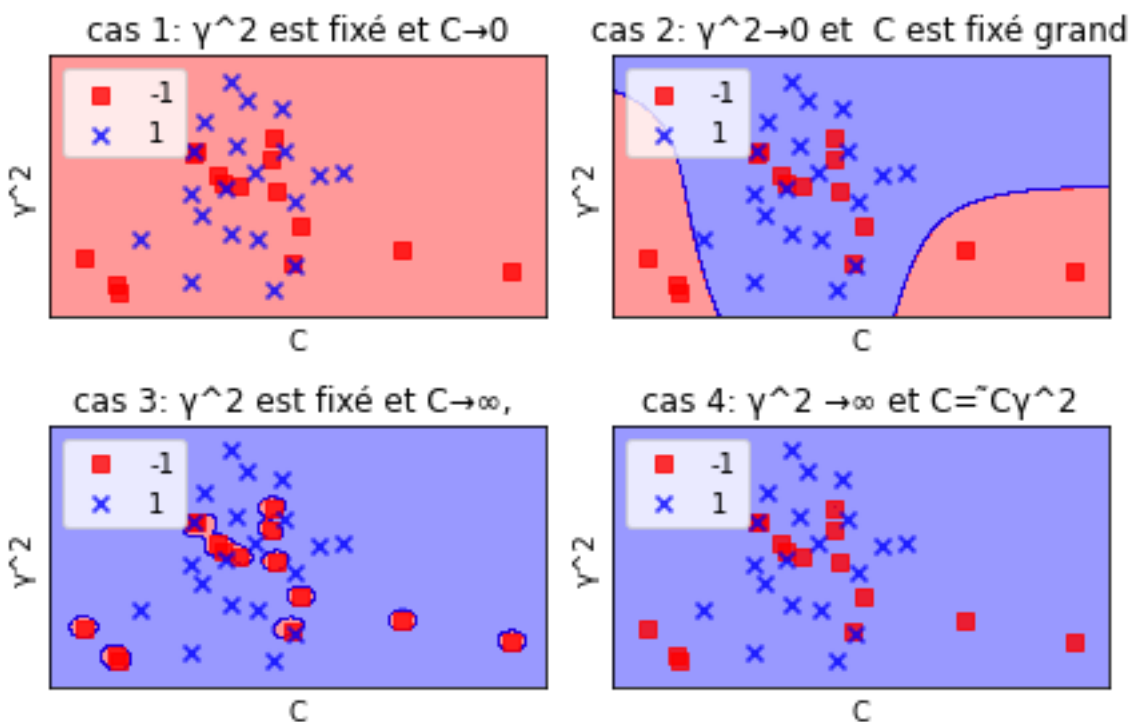 cas 1: γ^2 est fixé et C→0
cas 2: γ^2→0 et  C est fixé grand
-1
1
-1
1
γ^2
γ^2
C
C
cas 3: γ^2 est fixé et C→∞,
cas 4: γ^2 →∞ et C=˜Cγ^2
-1
1
-1
1
γ^2
γ^2
C
C